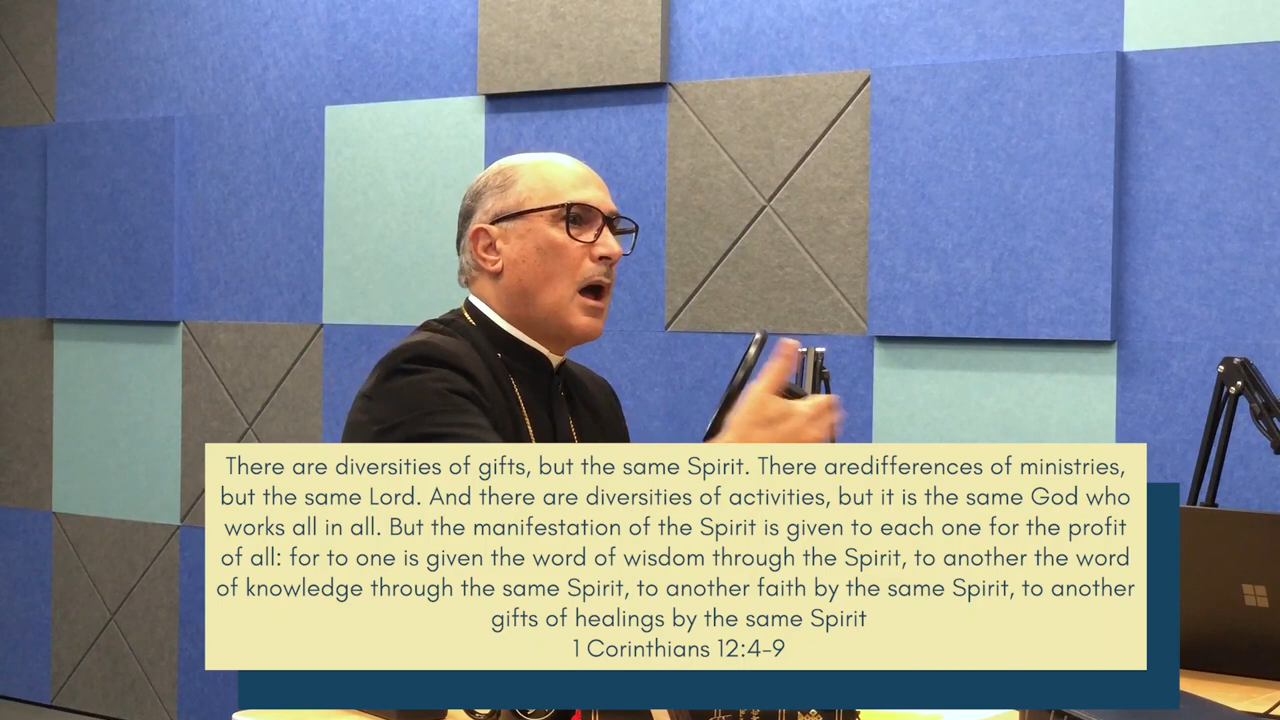 There are diversities of gifts, but the same Spirit. There aredifferences of ministries,
but the same Lord. And there are diversities of activities, but it is the same God who
works all in all. But the manifestation of the Spirit is given to each one for the profit
of all: for to one is given the word of wisdom through the Spirit, to another the word
of knowledge through the same Spirit, to another faith by the same Spirit, to another
gifts of healings by the same Spirit
1 Corinthians 12:4-9